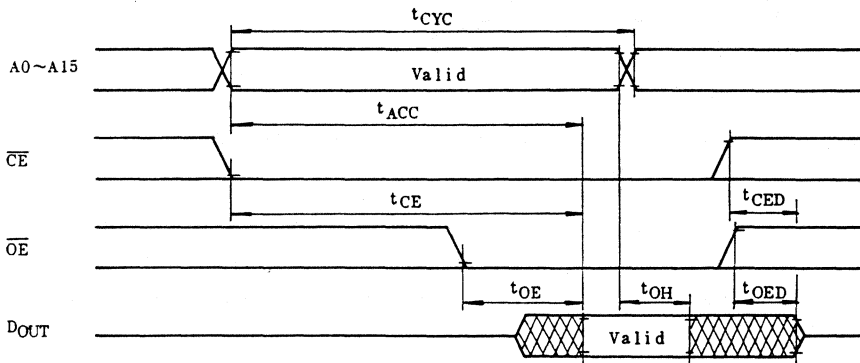 tCYC
A0~A15
Valid
tACC
CE
tCE
tCED
OE
tOE
tOH
tOED
DOUT
Valid